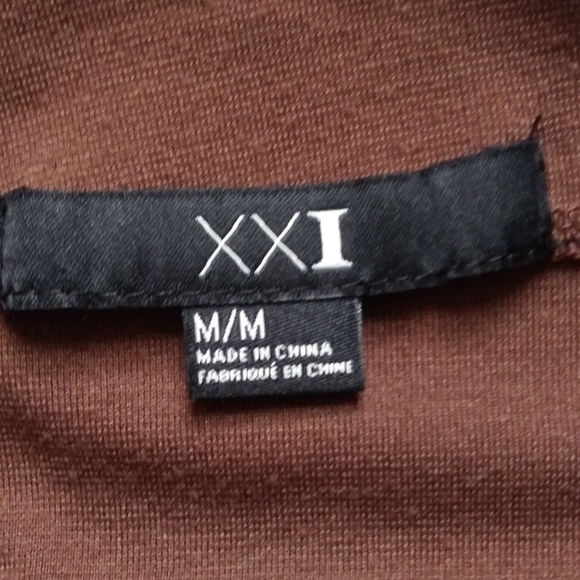 XXI
M/M
MADE IN CHINA
FABRIQUÉ EN CHINE